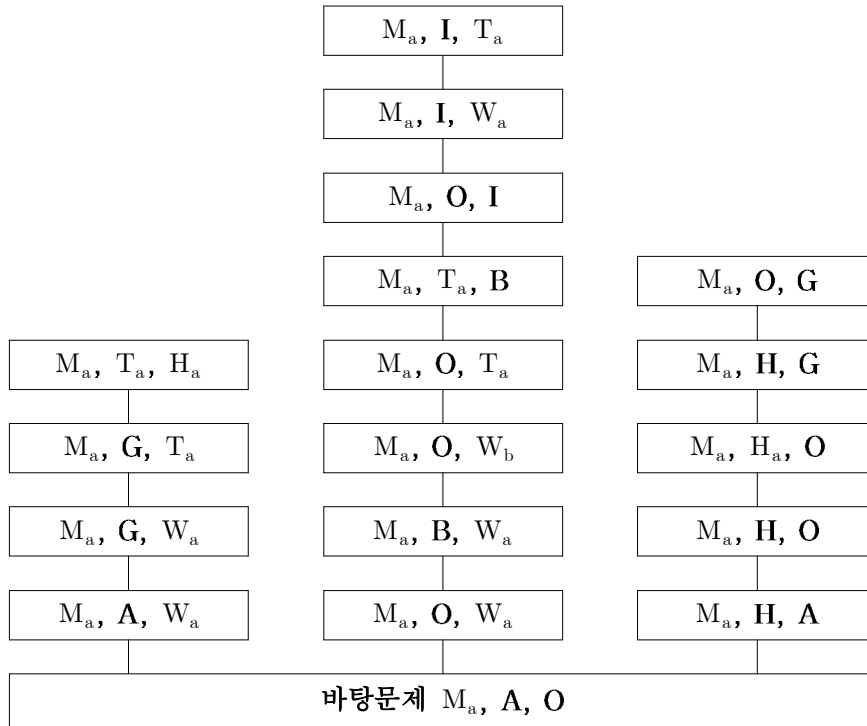 Mₐ, I, Tₐ
Mₐ, I, Wₐ
Mₐ, O, I
Mₐ, Tₐ, B
Mₐ, O, G
Mₐ, Tₐ, Hₐ
Mₐ, O, Tₐ
Mₐ, H, G
Mₐ, G, Tₐ
Mₐ, O, W_b
Mₐ, Hₐ, O
Mₐ, G, Wₐ
Mₐ, B, Wₐ
Mₐ, H, O
Mₐ, A, Wₐ
Mₐ, O, Wₐ
Mₐ, H, A
바탕문제 Mₐ, A, O